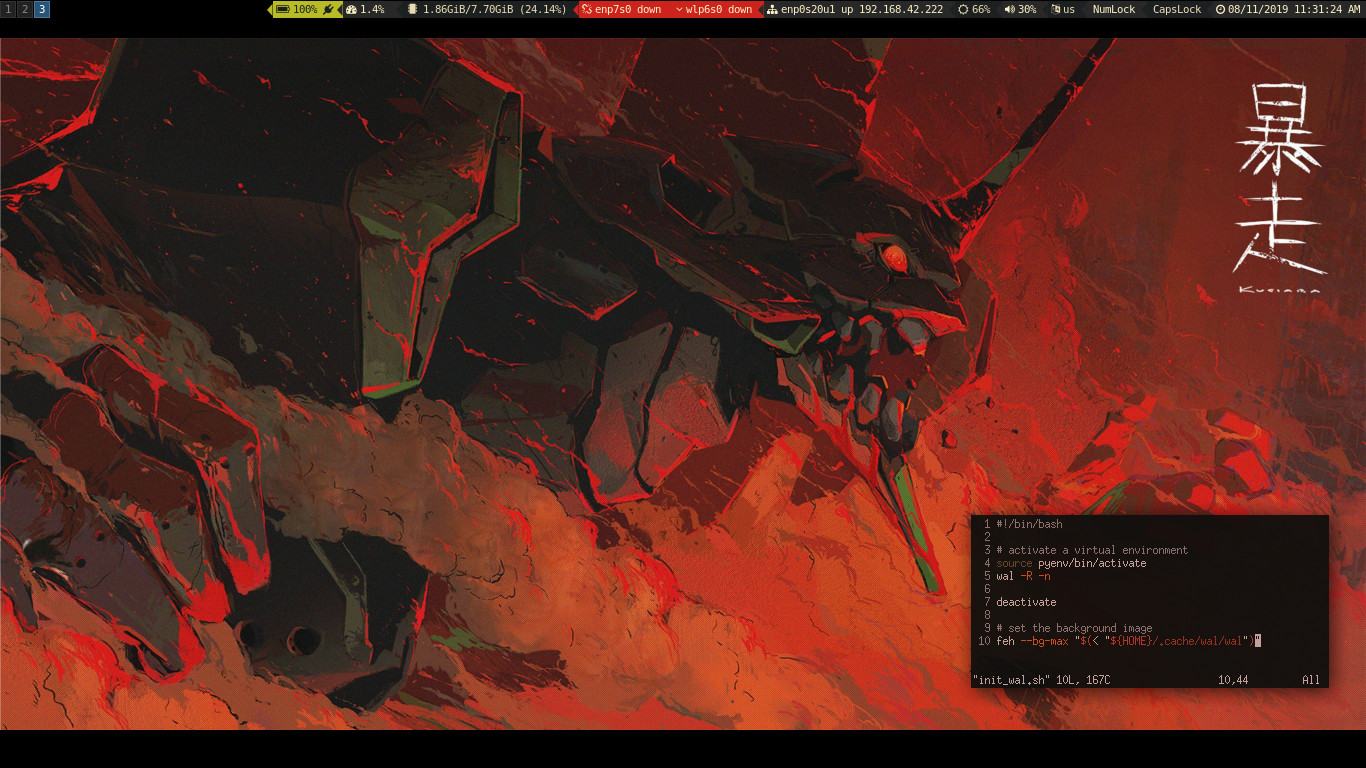 1 2 3 100% 1.4% 1.86GiB/7.70GiB (24.14%) enp7s0 down wlp6s0 down enp0s20u1 up 192.168.42.222 66% 30% us NumLock CapsLock 08/11/2019 11:31:24 AM
暴
走
Kusiara
1 #!/bin/bash
2
3 # activate a virtual environment
4 source pyenv/bin/activate
5 wal -R -n
6
7 deactivate
8
9 # set the background image
10 feh --bg-max "$(< "${HOME}/.cache/wal/wal")"
"init_wal.sh" 10L, 167C 10,44 All